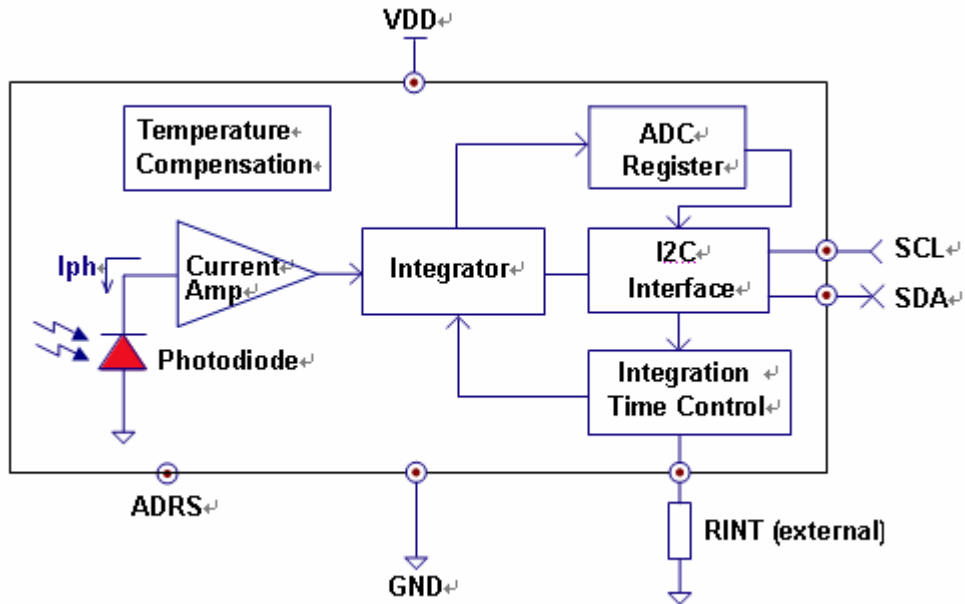 VDD↵
Temperature↵
Compensation↵
ADC↵
Register↵
Iph↵
Current↵
Amp↵
Integrator↵
I2C↵
Interface↵
SCL↵
SDA↵
Photodiode↵
Integration ↵
Time Control↵
ADRS↵
RINT (external)↵
GND↵